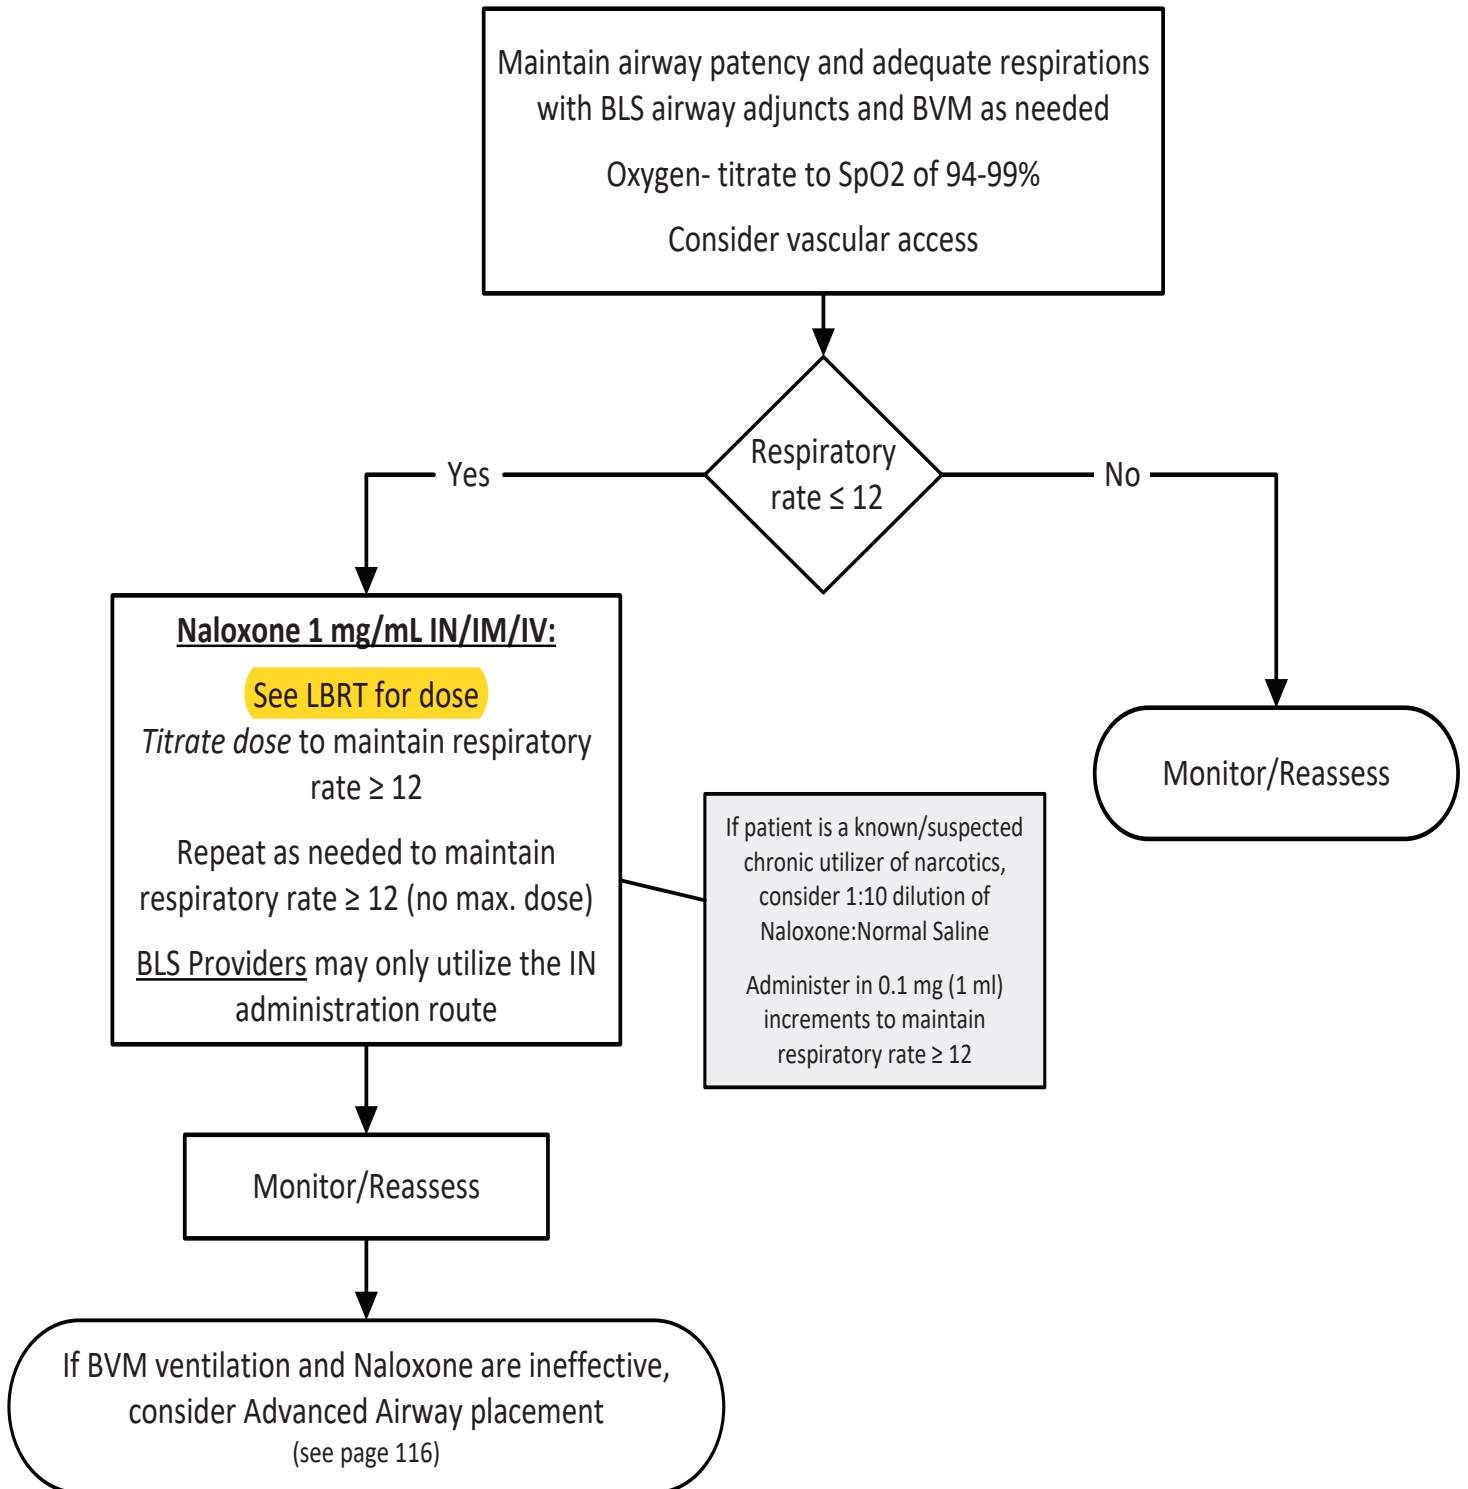 Maintain airway patency and adequate respirations
with BLS airway adjuncts and BVM as needed
Oxygen- titrate to SpO2 of 94-99%
Consider vascular access
Respiratory
rate ≤ 12
Yes
No
Naloxone 1 mg/mL IN/IM/IV:
See LBRT for dose
Titrate dose to maintain respiratory
rate ≥ 12
Repeat as needed to maintain
respiratory rate ≥ 12 (no max. dose)
BLS Providers may only utilize the IN
administration route
If patient is a known/suspected
chronic utilizer of narcotics,
consider 1:10 dilution of
Naloxone:Normal Saline
Administer in 0.1 mg (1 ml)
increments to maintain
respiratory rate ≥ 12
Monitor/Reassess
Monitor/Reassess
If BVM ventilation and Naloxone are ineffective,
consider Advanced Airway placement
(see page 116)